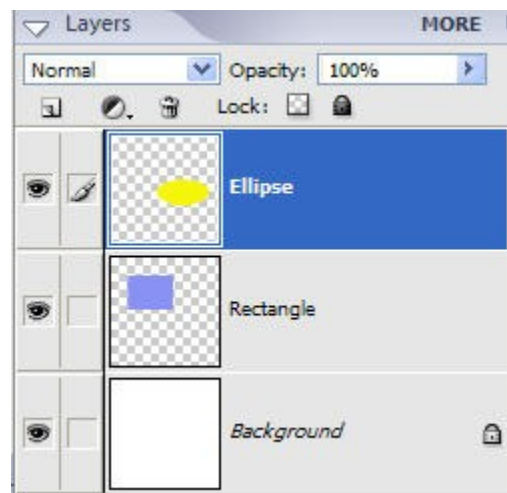 Layers MORE
Normal Opacity: 100%
Lock:
Ellipse
Rectangle
Background